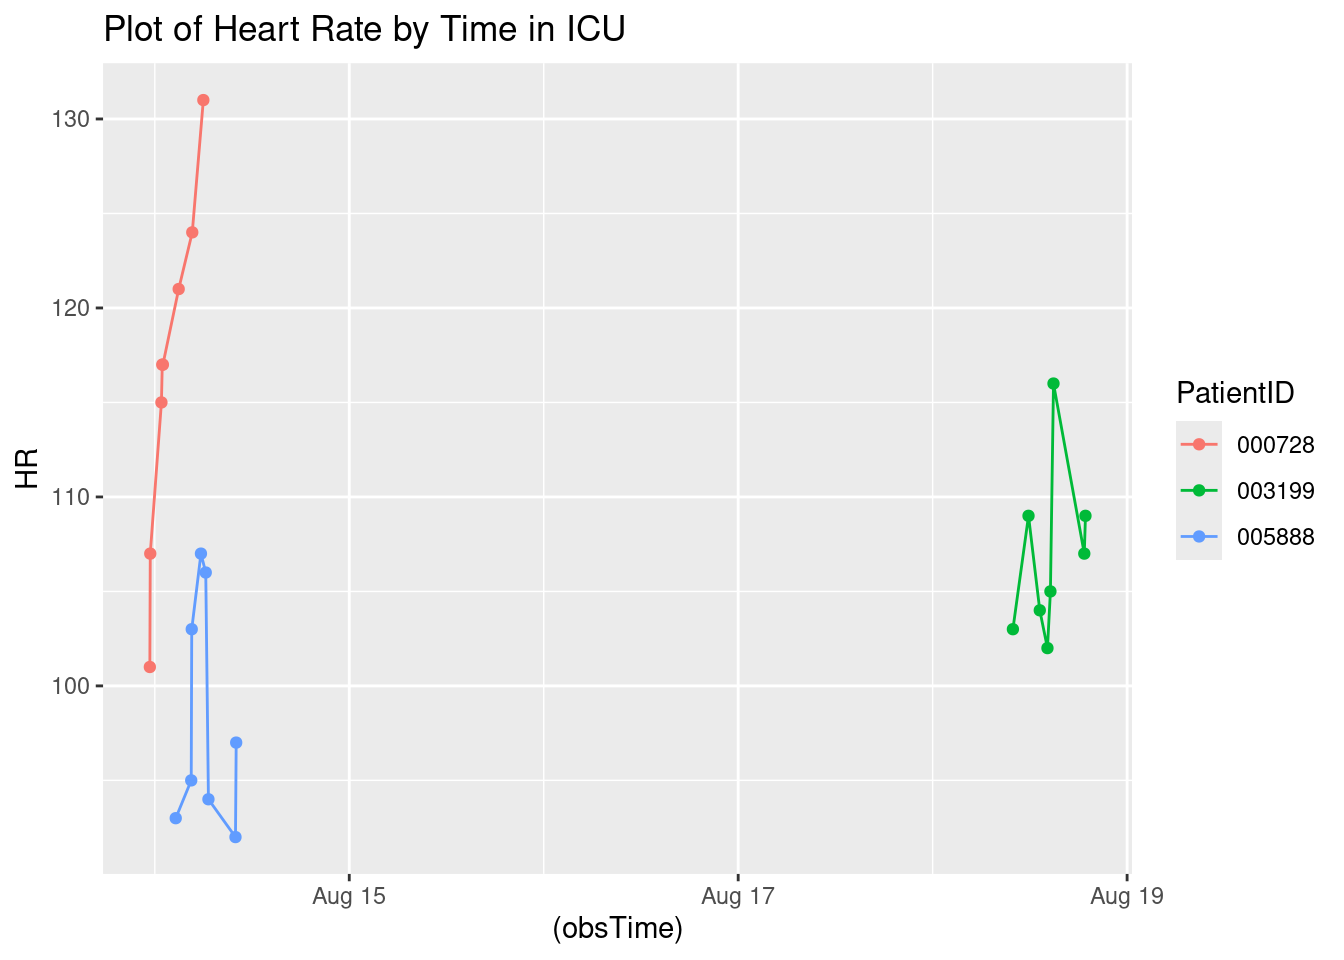 Plot of Heart Rate by Time in ICU
130
120
110
100
HR
Aug 15
Aug 17
Aug 19
(obsTime)
PatientID
000728
003199
005888